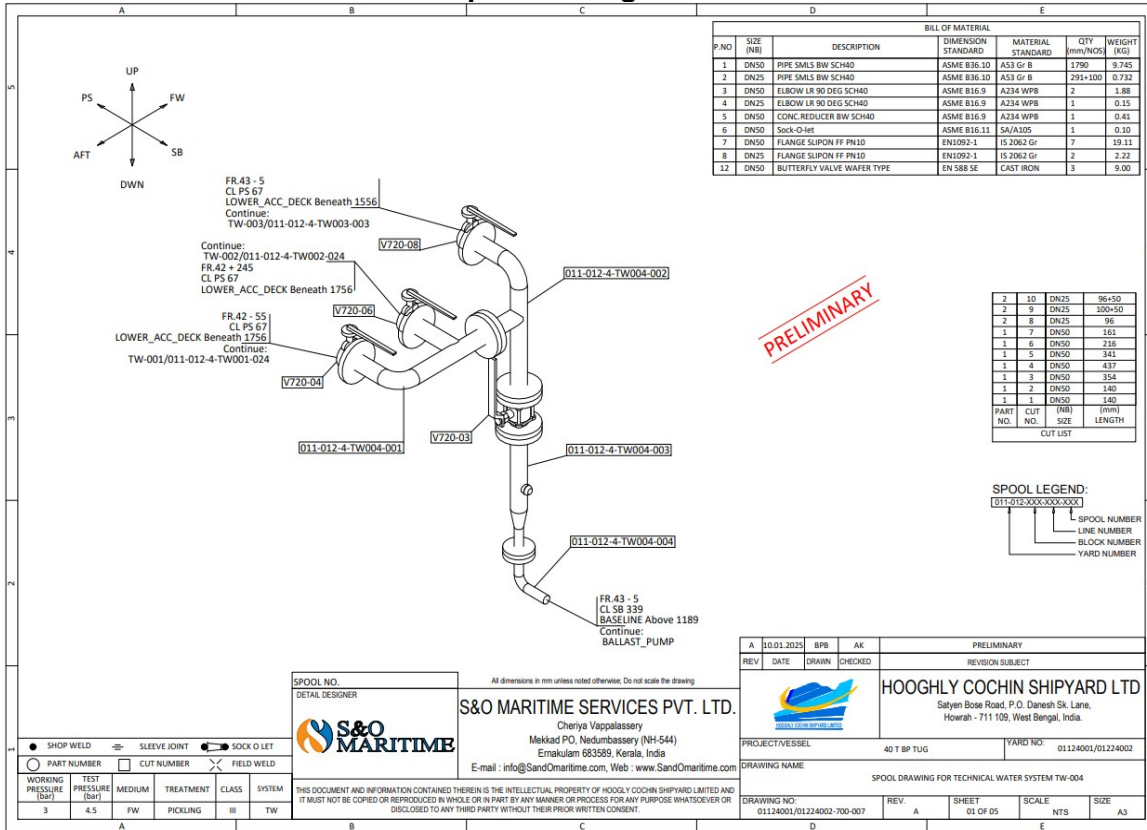 A B C D E
BILL OF MATERIAL
P.NO SIZE (NB) DESCRIPTION DIMENSION STANDARD MATERIAL STANDARD QTY (mm/NOS) WEIGHT (KG)
1 DN50 PIPE SMLS BW SCH40 ASME B36.10 A53 Gr B 1790 9.745
2 DN25 PIPE SMLS BW SCH40 ASME B36.10 A53 Gr B 291+100 0.732
3 DN50 ELBOW LR 90 DEG SCH40 ASME B16.9 A234 WPB 2 1.88
4 DN25 ELBOW LR 90 DEG SCH40 ASME B16.9 A234 WPB 1 0.15
5 DN50 CONC.REDUCER BW SCH40 ASME B16.9 A234 WPB 1 0.41
6 DN50 Sock-O-let ASME B16.11 SA/A105 1 0.10
7 DN50 FLANGE SLIPON FF PN10 EN1092-1 IS 2062 Gr 7 19.11
8 DN25 FLANGE SLIPON FF PN10 EN1092-1 IS 2062 Gr 2 2.22
12 DN50 BUTTERFLY VALVE WAFER TYPE EN 588 SE CAST IRON 3 9.00
5
4
3
2
1
UP
PS FW
AFT SB
DWN
FR.43 - 5
CL PS 67
LOWER_ACC_DECK Beneath 1556
Continue:
TW-003/011-012-4-TW003-003
V720-08
Continue:
TW-002/011-012-4-TW002-024
FR.42 + 245
CL PS 67
LOWER_ACC_DECK Beneath 1756
V720-06
FR.42 - 55
CL PS 67
LOWER_ACC_DECK Beneath 1756
Continue:
TW-001/011-012-4-TW001-024
V720-04
011-012-4-TW004-002
V720-03
011-012-4-TW004-001
011-012-4-TW004-003
011-012-4-TW004-004
FR.43 - 5
CL SB 339
BASELINE Above 1189
Continue:
BALLAST_PUMP
PRELIMINARY
2 10 DN25 96+50
2 9 DN25 100+50
2 8 DN25 96
1 7 DN50 161
1 6 DN50 216
1 5 DN50 341
1 4 DN50 437
1 3 DN50 354
1 2 DN50 140
1 1 DN50 140
PART NO. CUT NO. (NB) SIZE (mm) LENGTH
CUT LIST
SPOOL LEGEND:
011-012-XXX-XXX-XXX
SPOOL NUMBER
LINE NUMBER
BLOCK NUMBER
YARD NUMBER
A 10.01.2025 BPB AK PRELIMINARY
REV DATE DRAWN CHECKED REVISION SUBJECT
HOOGHLY COCHIN SHIPYARD LIMITED
HOOGHLY COCHIN SHIPYARD LTD
Satyen Bose Road, P.O. Danesh Sk. Lane,
Howrah - 711 109, West Bengal, India.
PROJECT/VESSEL 40 T BP TUG YARD NO: 01124001/01224002
DRAWING NAME
SPOOL DRAWING FOR TECHNICAL WATER SYSTEM TW-004
DRAWING NO: 01124001/01224002-700-007 REV. A SHEET 01 OF 05 SCALE NTS SIZE A3
SPOOL NO.
All dimensions in mm unless noted otherwise; Do not scale the drawing
DETAIL DESIGNER
S&O MARITIME
S&O MARITIME SERVICES PVT. LTD.
Cheriya Vappalassery
Mekkad PO, Nedumbassery (NH-544)
Ernakulam 683589, Kerala, India
E-mail : info@SandOmaritime.com, Web : www.SandOmaritime.com
THIS DOCUMENT AND INFORMATION CONTAINED THEREIN IS THE INTELLECTUAL PROPERTY OF HOOGLY COCHIN SHIPYARD LIMITED AND
IT MUST NOT BE COPIED OR REPRODUCED IN WHOLE OR IN PART BY ANY MANNER OR PROCESS FOR ANY PURPOSE WHATSOEVER OR
DISCLOSED TO ANY THIRD PARTY WITHOUT THEIR PRIOR WRITTEN CONSENT.
SHOP WELD SLEEVE JOINT SOCK O LET
PART NUMBER CUT NUMBER FIELD WELD
WORKING PRESSURE (bar) TEST PRESSURE (bar) MEDIUM TREATMENT CLASS SYSTEM
3 4.5 FW PICKLING III TW
A B C D E